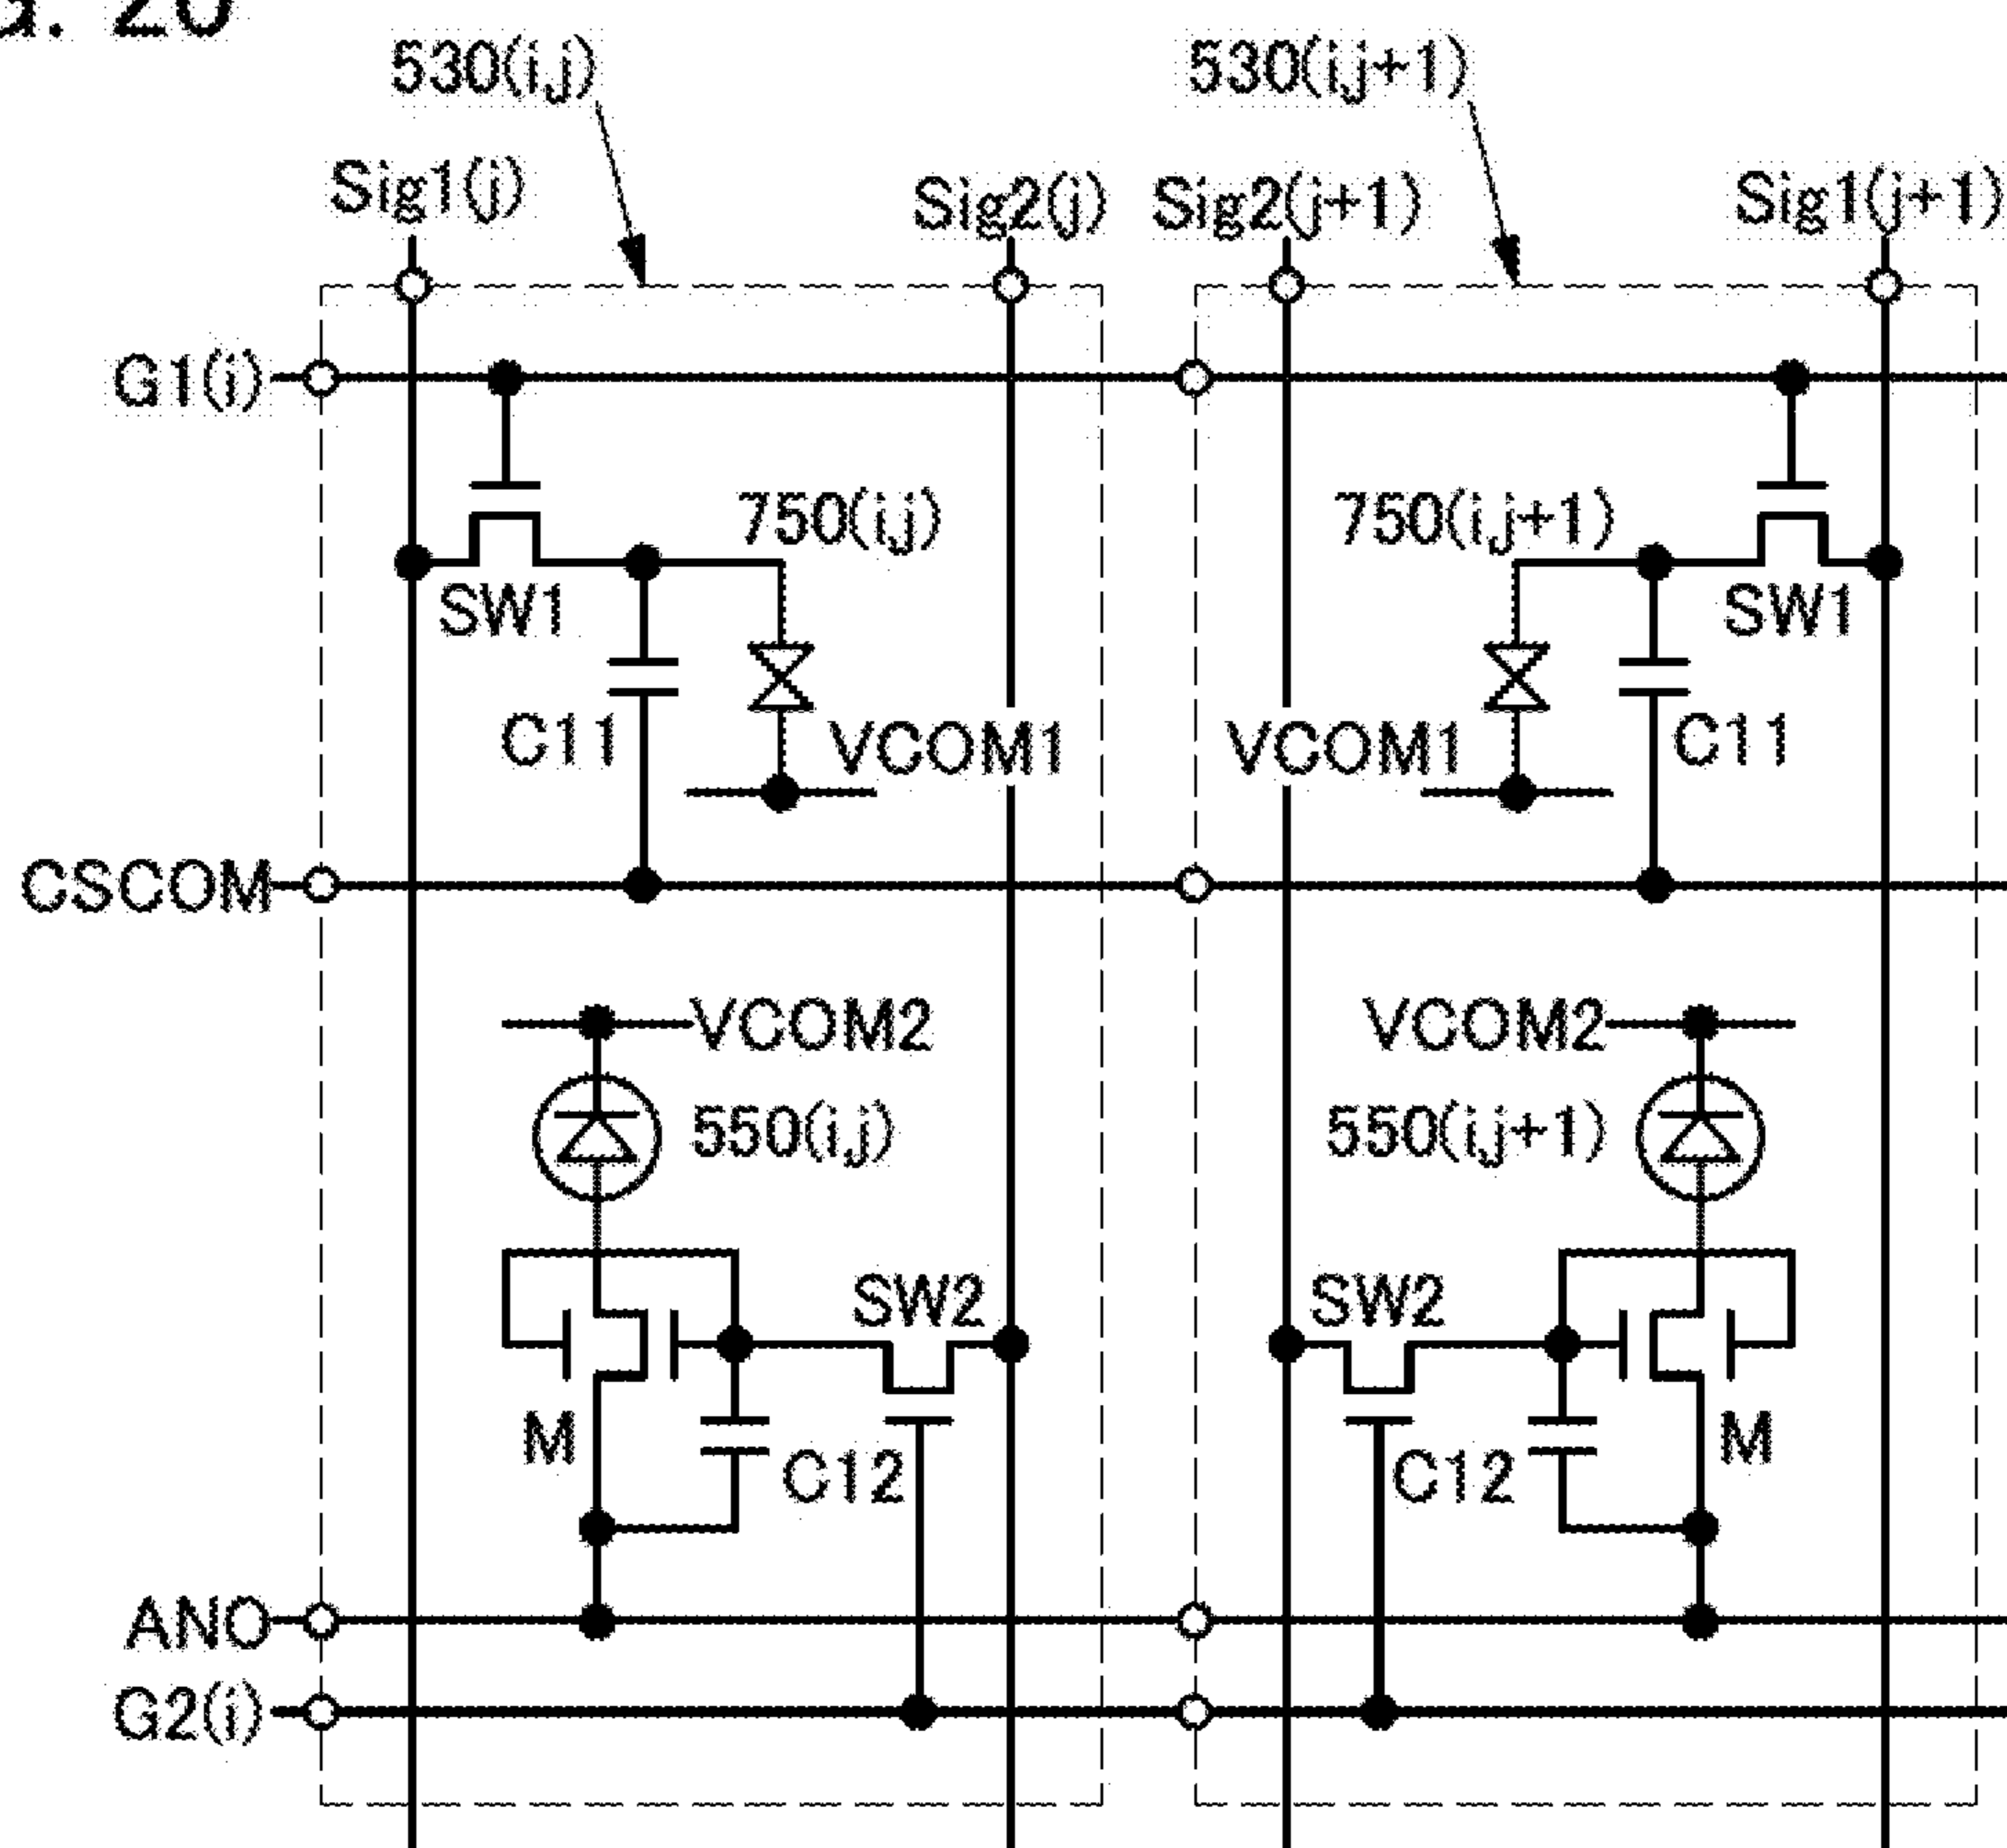 20
530(i,j) 530(i,j+1)
Sig1(j) Sig2(j) Sig2(j+1) Sig1(j+1)
G1(i)
750(i,j) 750(i,j+1)
SW1 SW1
C11 VCOM1 VCOM1 C11
CSCOM
VCOM2 VCOM2
550(i,j) 550(i,j+1)
SW2 SW2
M C12 C12 M
ANO
G2(i)